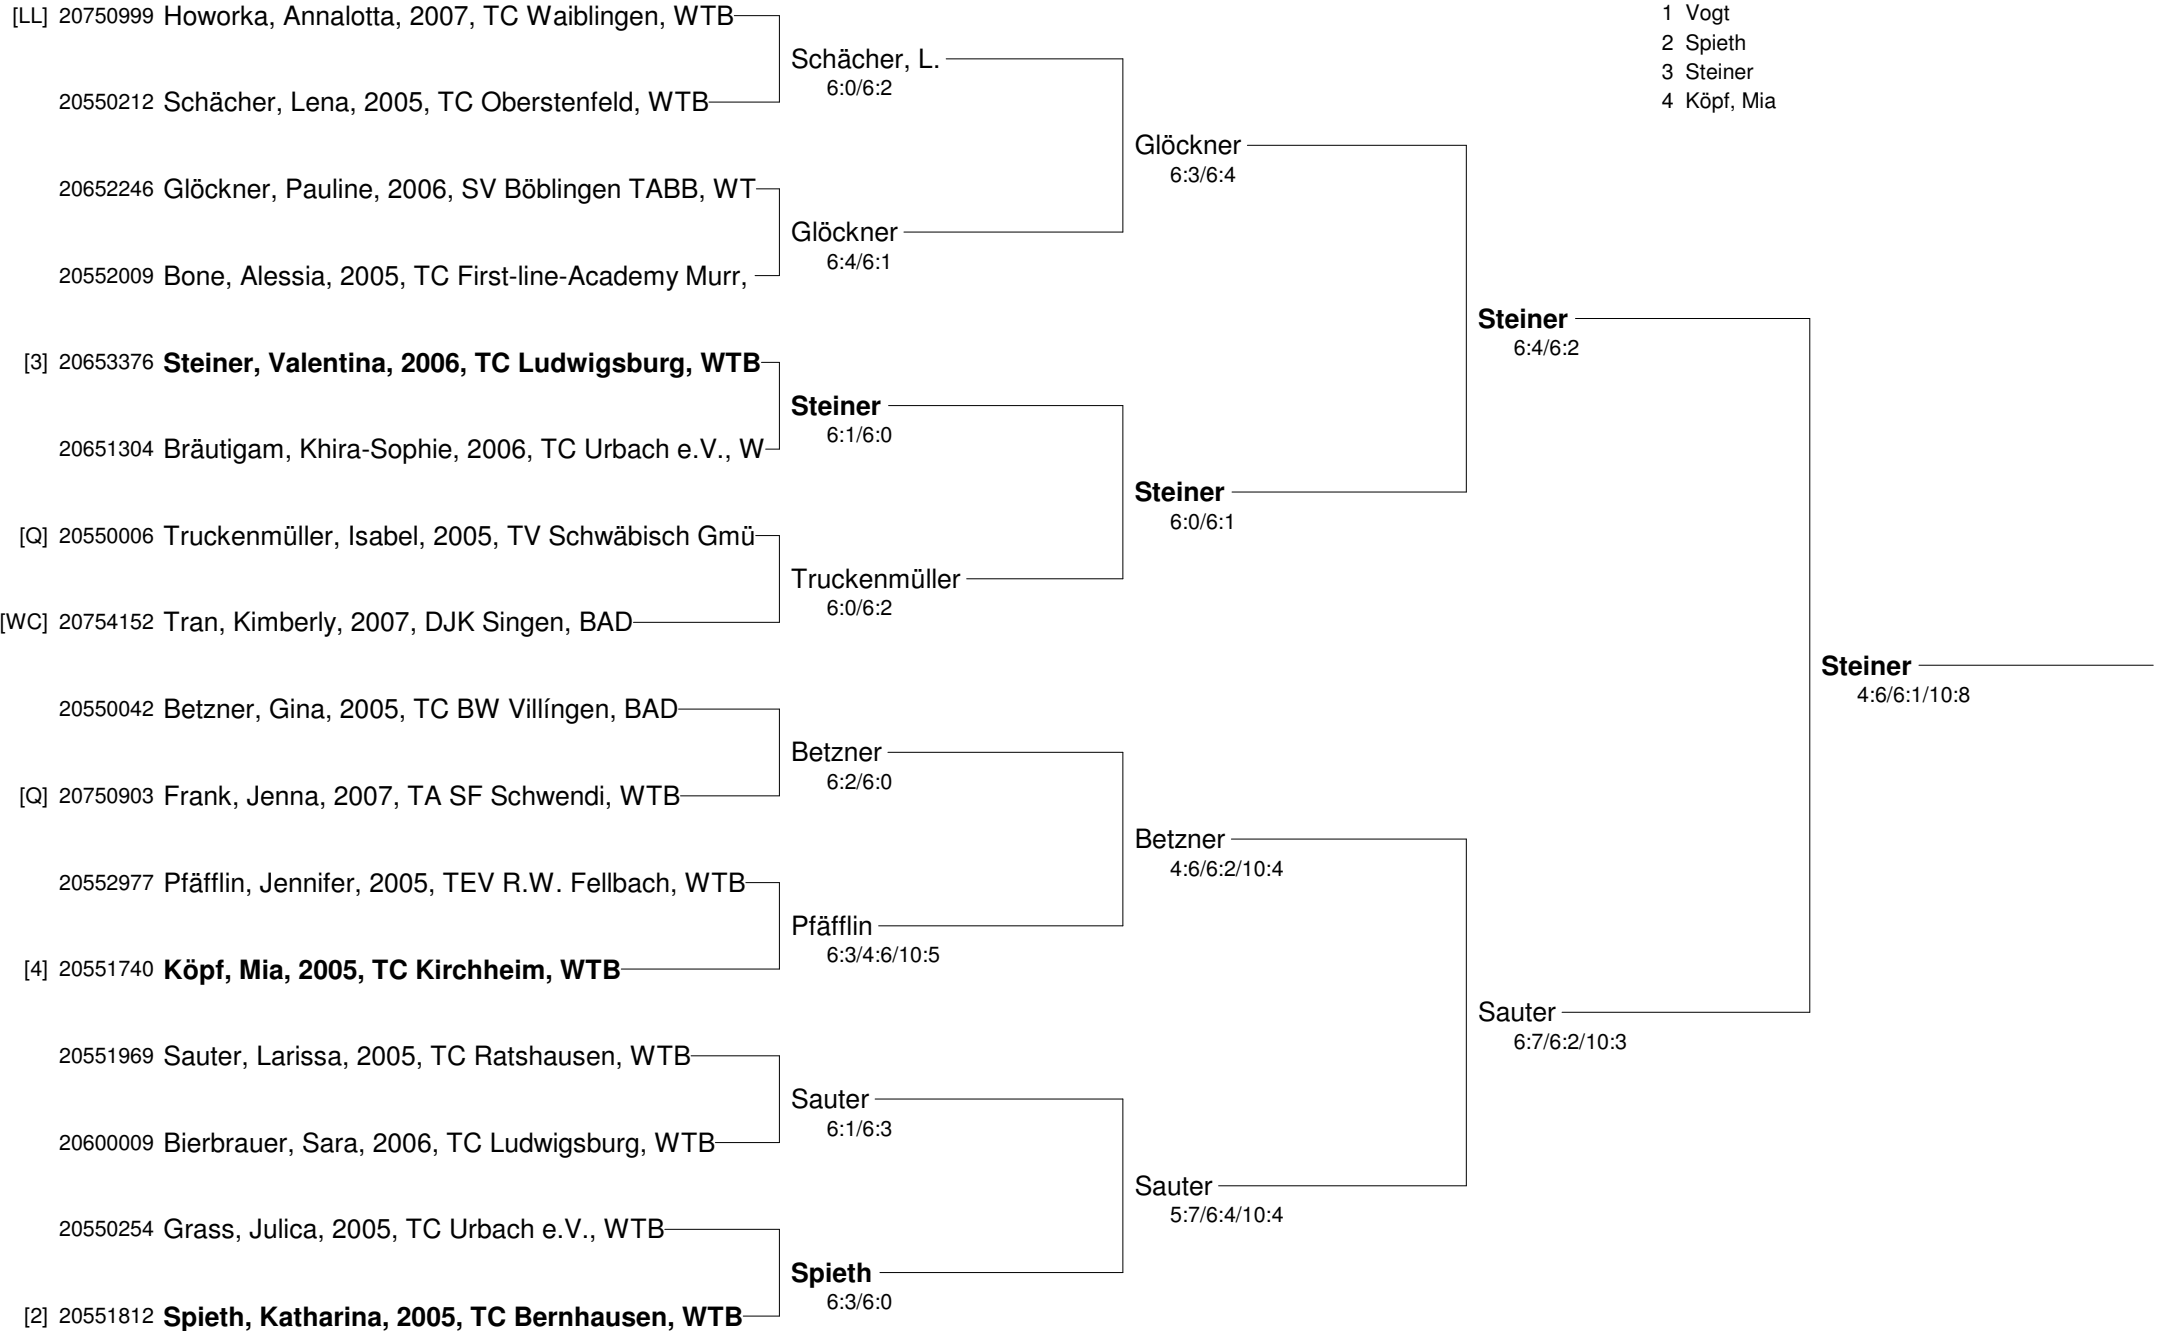 [LL] 20750999 Howorka, Annalotta, 2007, TC Waiblingen, WTB
20550212 Schächer, Lena, 2005, TC Oberstenfeld, WTB
20652246 Glöckner, Pauline, 2006, SV Böblingen TABB, WT
20552009 Bone, Alessia, 2005, TC First-line-Academy Murr,
[3] 20653376 Steiner, Valentina, 2006, TC Ludwigsburg, WTB
20651304 Bräutigam, Khira-Sophie, 2006, TC Urbach e.V., W
[Q] 20550006 Truckenmüller, Isabel, 2005, TV Schwäbisch Gmü
[WC] 20754152 Tran, Kimberly, 2007, DJK Singen, BAD
20550042 Betzner, Gina, 2005, TC BW Villíngen, BAD
[Q] 20750903 Frank, Jenna, 2007, TA SF Schwendi, WTB
20552977 Pfäfflin, Jennifer, 2005, TEV R.W. Fellbach, WTB
[4] 20551740 Köpf, Mia, 2005, TC Kirchheim, WTB
20551969 Sauter, Larissa, 2005, TC Ratshausen, WTB
20600009 Bierbrauer, Sara, 2006, TC Ludwigsburg, WTB
20550254 Grass, Julica, 2005, TC Urbach e.V., WTB
[2] 20551812 Spieth, Katharina, 2005, TC Bernhausen, WTB
Schächer, L.
6:0/6:2
Glöckner
6:4/6:1
Steiner
6:1/6:0
Truckenmüller
6:0/6:2
Betzner
6:2/6:0
Pfäfflin
6:3/4:6/10:5
Sauter
6:1/6:3
Spieth
6:3/6:0
Glöckner
6:3/6:4
Steiner
6:0/6:1
Betzner
4:6/6:2/10:4
Sauter
5:7/6:4/10:4
Steiner
6:4/6:2
Sauter
6:7/6:2/10:3
Steiner
4:6/6:1/10:8
1 Vogt
2 Spieth
3 Steiner
4 Köpf, Mia